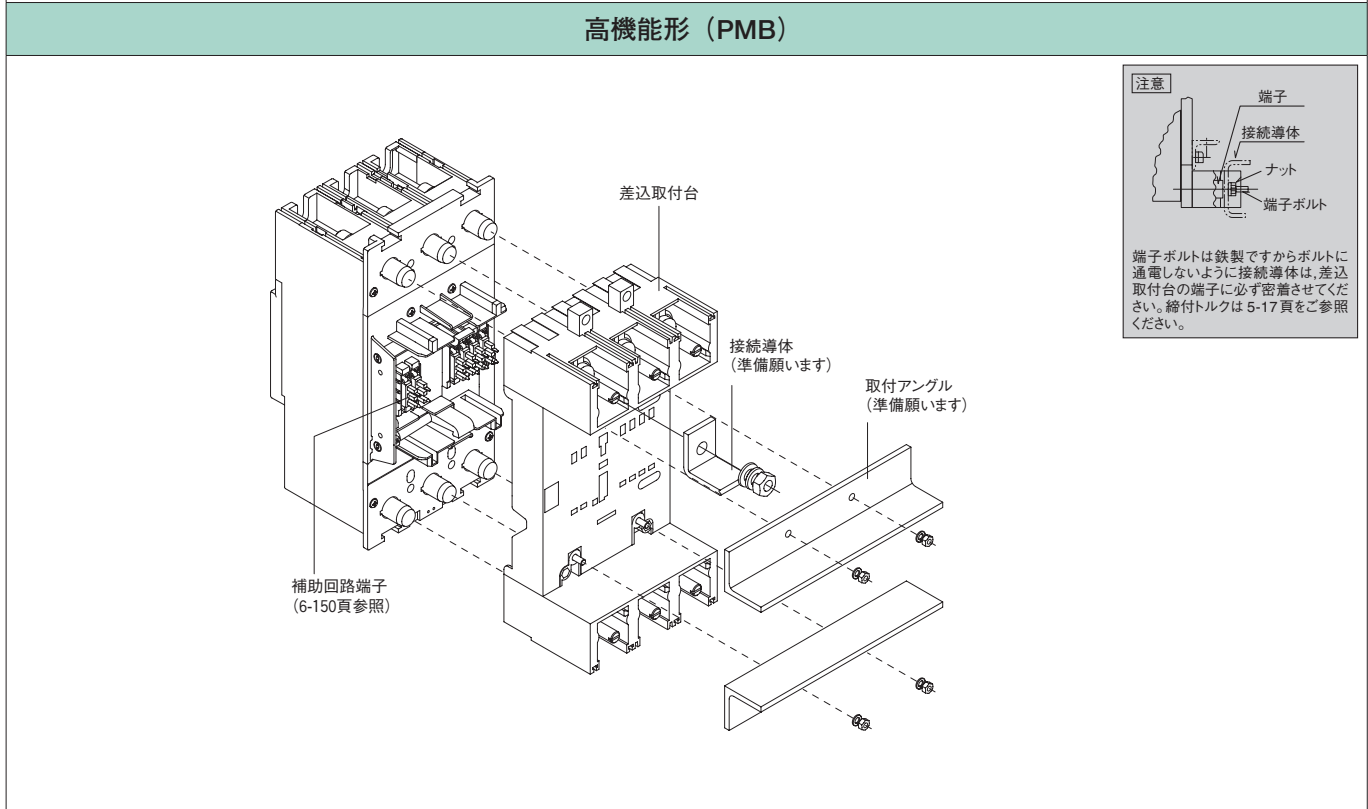 高機能形（PMB）
注意
端子
接続導体
ナット
端子ボルト
端子ボルトは鉄製ですからボルトに
通電しないように接続導体は,差込
取付台の端子に必ず密着させてくだ
さい。締付トルクは 5-17 頁をご参照
ください。
差込取付台
接続導体
（準備願います）
取付アングル
（準備願います）
補助回路端子
（6-150頁参照）